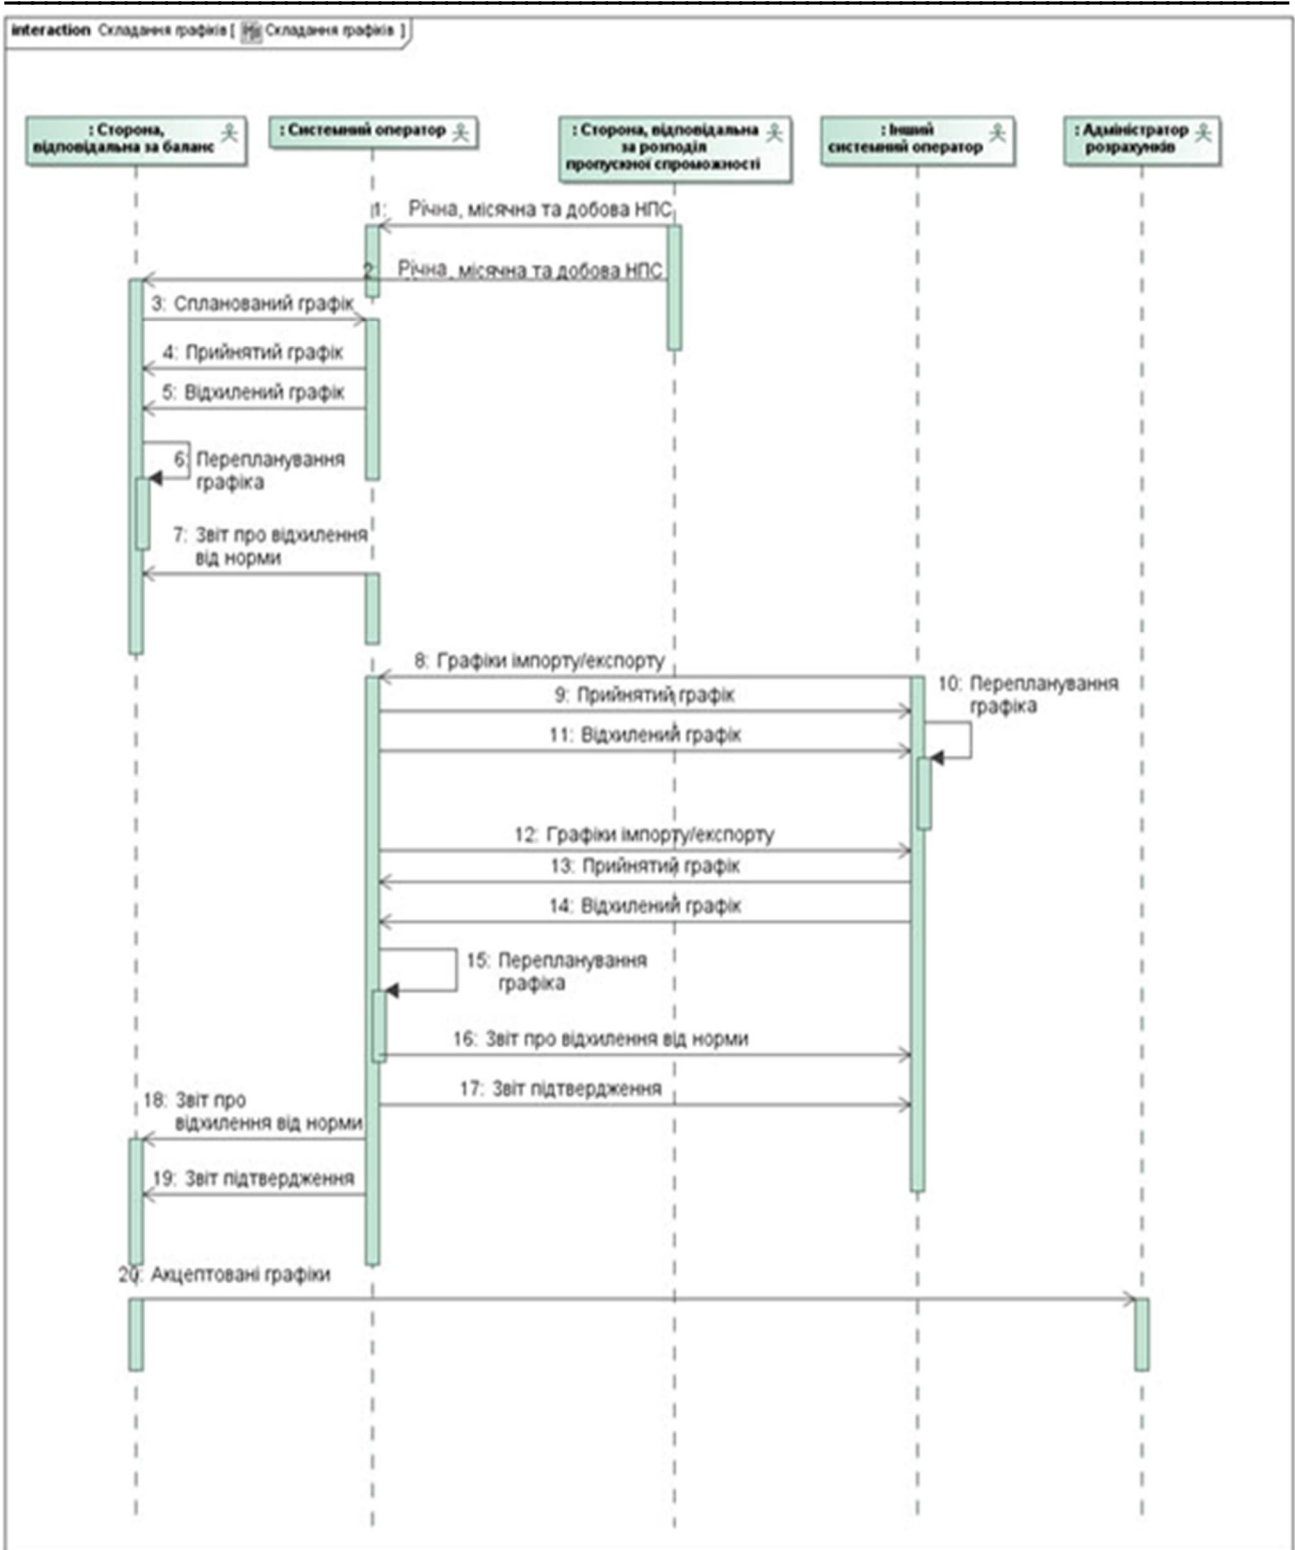 interaction Складання графіків [ Складання графіків ]
: Сторона,
відповідальна за баланс
: Системний оператор
: Сторона, відповідальна
за розподіл
пропускної спроможності
: Інший
системний оператор
: Адміністратор
розрахунків
1: Річна, місячна та добова НПС
2: Річна, місячна та добова НПС
3: Спланований графік
4: Прийнятий графік
5: Відхилений графік
6: Перепланування
графіка
7: Звіт про відхилення
від норми
8: Графіки імпорту/експорту
9: Прийнятий графік
10: Перепланування
графіка
11: Відхилений графік
12: Графіки імпорту/експорту
13: Прийнятий графік
14: Відхилений графік
15: Перепланування
графіка
16: Звіт про відхилення від норми
17: Звіт підтвердження
18: Звіт про
відхилення від норми
19: Звіт підтвердження
20: Акцептовані графіки